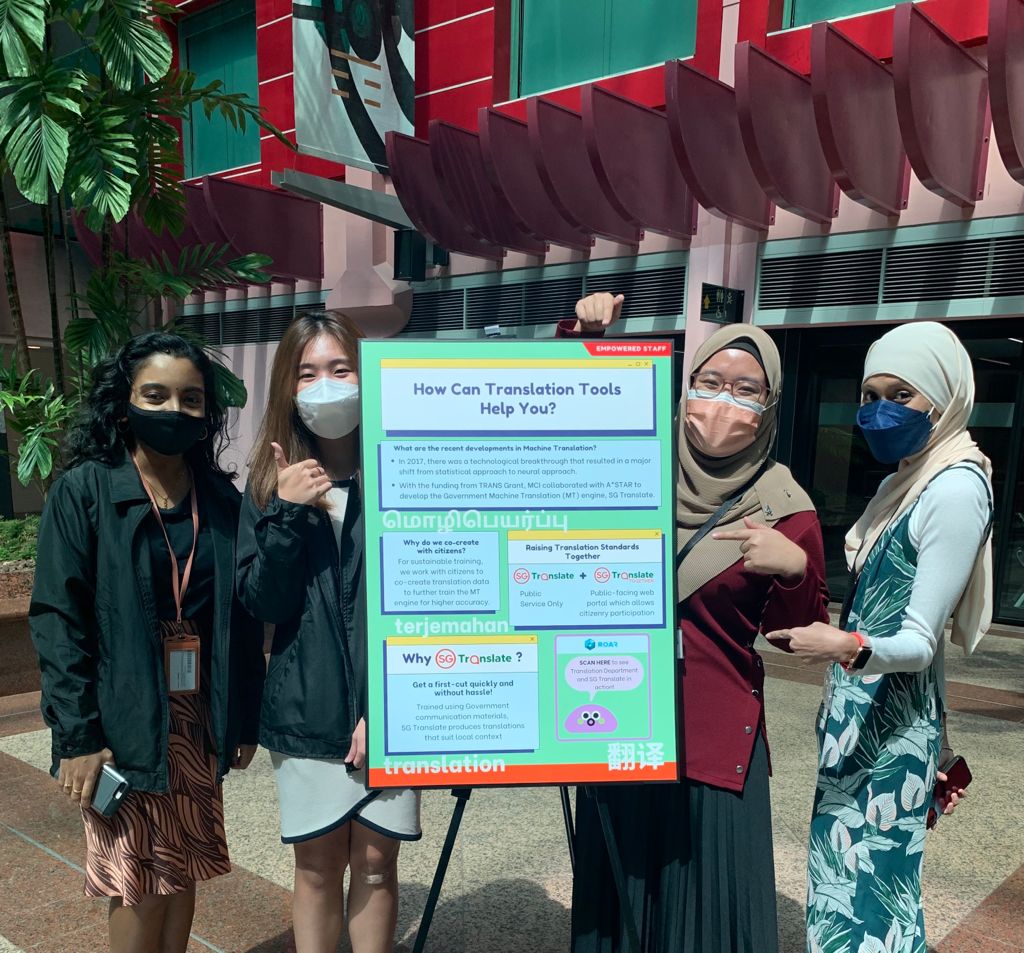 EMPOWERED STAFF
How Can Translation Tools
Help You?
What are the recent developments in Machine Translation?
In 2017, there was a technological breakthrough that resulted in a major
shift from statistical approach to neural approach.
With the funding from TRANS Grant, MCI collaborated with A*STAR to
develop the Government Machine Translation (MT) engine, SG Translate.
மொழிபெயர்ப்பு
Why do we co-create
with citizens?
For sustainable training,
we work with citizens to
co-create translation data
to further train the MT
engine for higher accuracy.
Raising Translation Standards
Together
SG Translate + SG Translate
TOGETHER
Public
Service Only
Public-facing web
portal which allows
citizenry participation
terjemahan
Why SG Translate ?
Get a first-cut quickly and
without hassle!
Trained using Government
communication materials,
SG Translate produces translations
that suit local context
ROAR
SCAN HERE to see
Translation Department
and SG Translate in
action!
translation
翻译